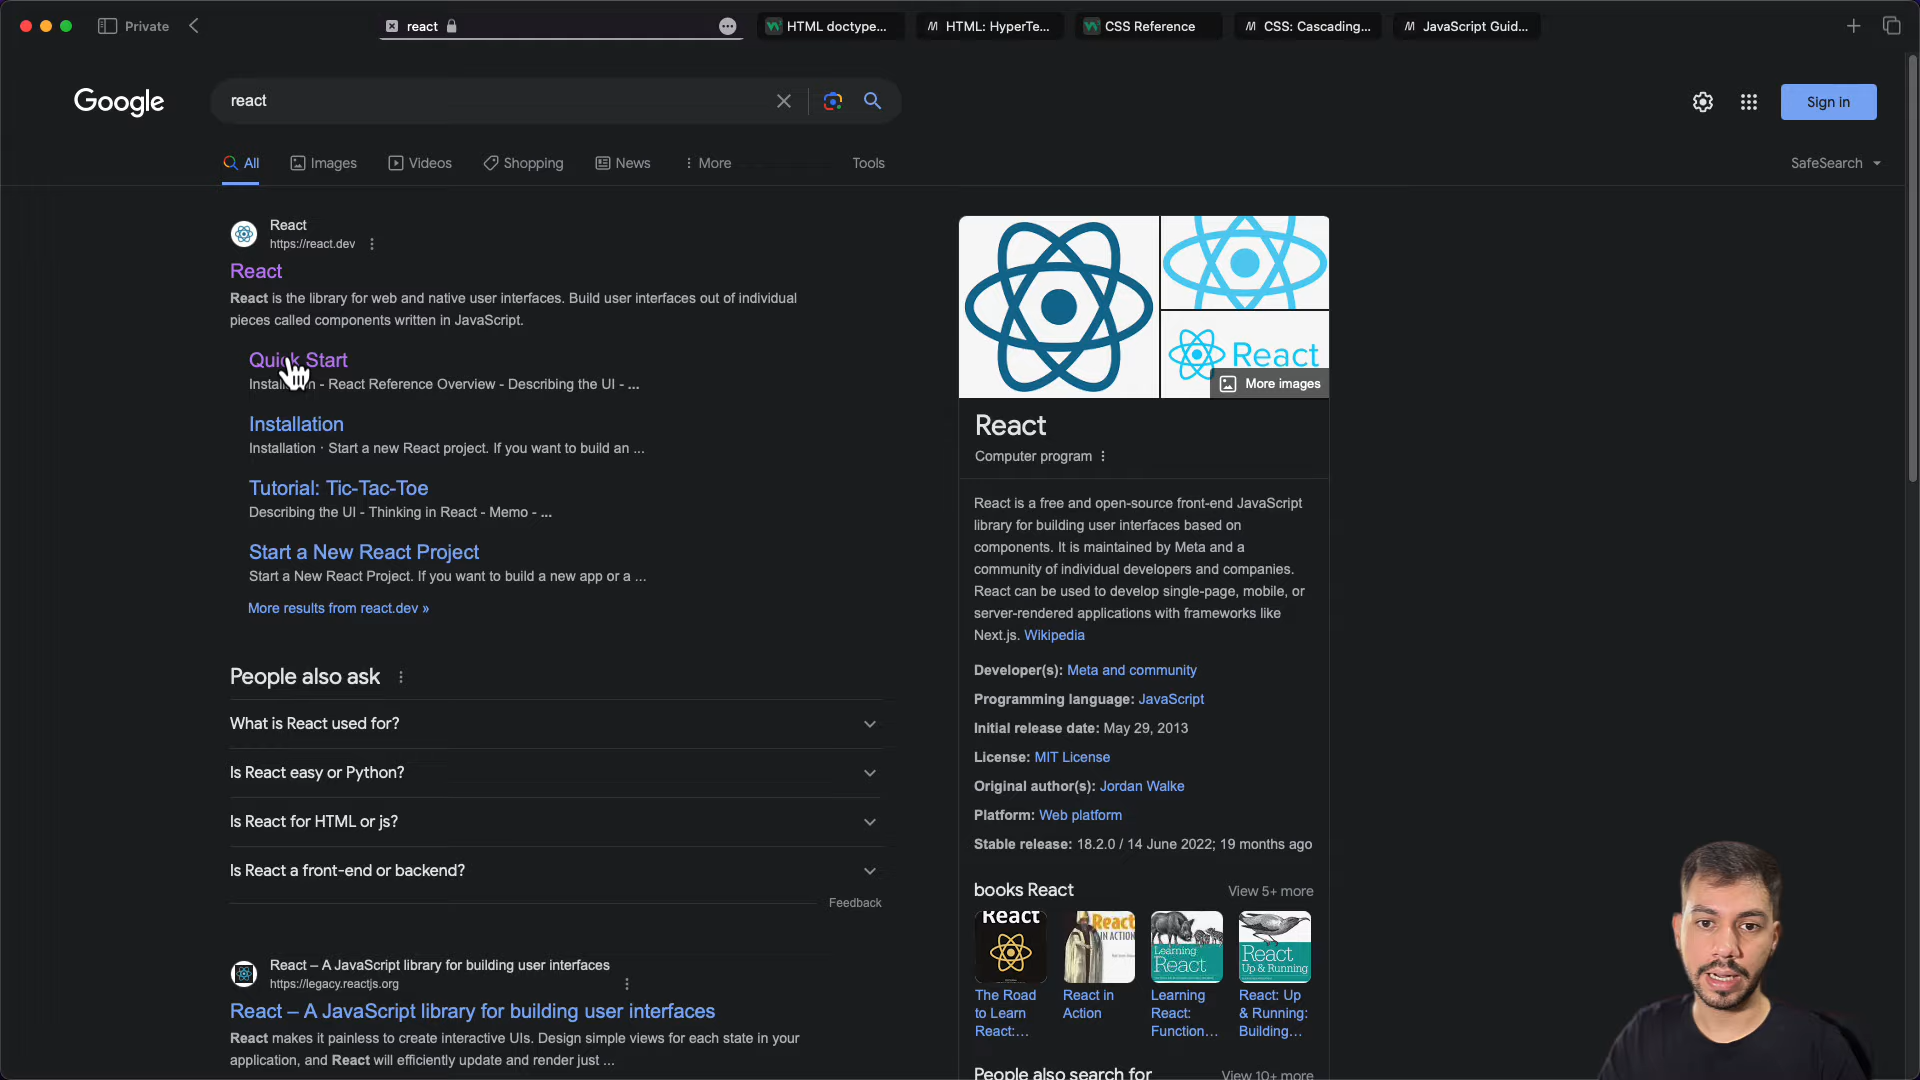 Private
react
HTML doctype...
HTML: HyperTe...
CSS Reference
CSS: Cascading...
JavaScript Guid...
Google
react
Sign in
All
Images
Videos
Shopping
News
More
Tools
SafeSearch
React
https://react.dev
React
React is the library for web and native user interfaces. Build user interfaces out of individual
pieces called components written in JavaScript.
Quick Start
- React Reference Overview - Describing the UI - ...
Installation
Installation · Start a new React project. If you want to build an ...
Tutorial: Tic-Tac-Toe
Describing the UI - Thinking in React - Memo - ...
Start a New React Project
Start a New React Project. If you want to build a new app or a ...
More results from react.dev »
People also ask
What is React used for?
Is React easy or Python?
Is React for HTML or js?
Is React a front-end or backend?
Feedback
React – A JavaScript library for building user interfaces
https://legacy.reactjs.org
React – A JavaScript library for building user interfaces
React makes it painless to create interactive UIs. Design simple views for each state in your
application, and React will efficiently update and render just ...
React
More images
React
Computer program
React is a free and open-source front-end JavaScript
library for building user interfaces based on
components. It is maintained by Meta and a
community of individual developers and companies.
React can be used to develop single-page, mobile, or
server-rendered applications with frameworks like
Next.js. Wikipedia
Developer(s): Meta and community
Programming language: JavaScript
Initial release date: May 29, 2013
License: MIT License
Original author(s): Jordan Walke
Platform: Web platform
Stable release: 18.2.0 / 14 June 2022; 19 months ago
books React
View 5+ more
React
React
IN ACTION
Learning
React
React
Up & Running
The Road
to Learn
React:...
React in
Action
Learning
React:
Function...
React: Up
& Running:
Building...
People also search for
View 10+ more